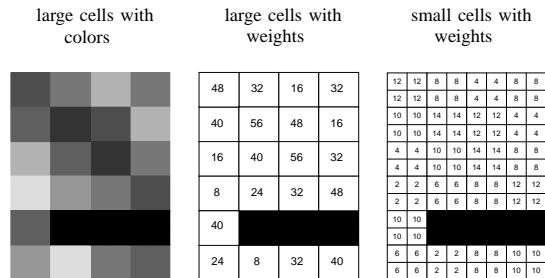 large cells with
colors
large cells with
weights
small cells with
weights
48 32 16 32
40 56 48 16
16 40 56 32
8 24 32 48
40
24 8 32 40
12 12 8 8 4 4 8 8
12 12 8 8 4 4 8 8
10 10 14 14 12 12 4 4
10 10 14 14 12 12 4 4
4 4 10 10 14 14 8 8
4 4 10 10 14 14 8 8
2 2 6 6 8 8 12 12
2 2 6 6 8 8 12 12
10 10
10 10
6 6 2 2 8 8 10 10
6 6 2 2 8 8 10 10